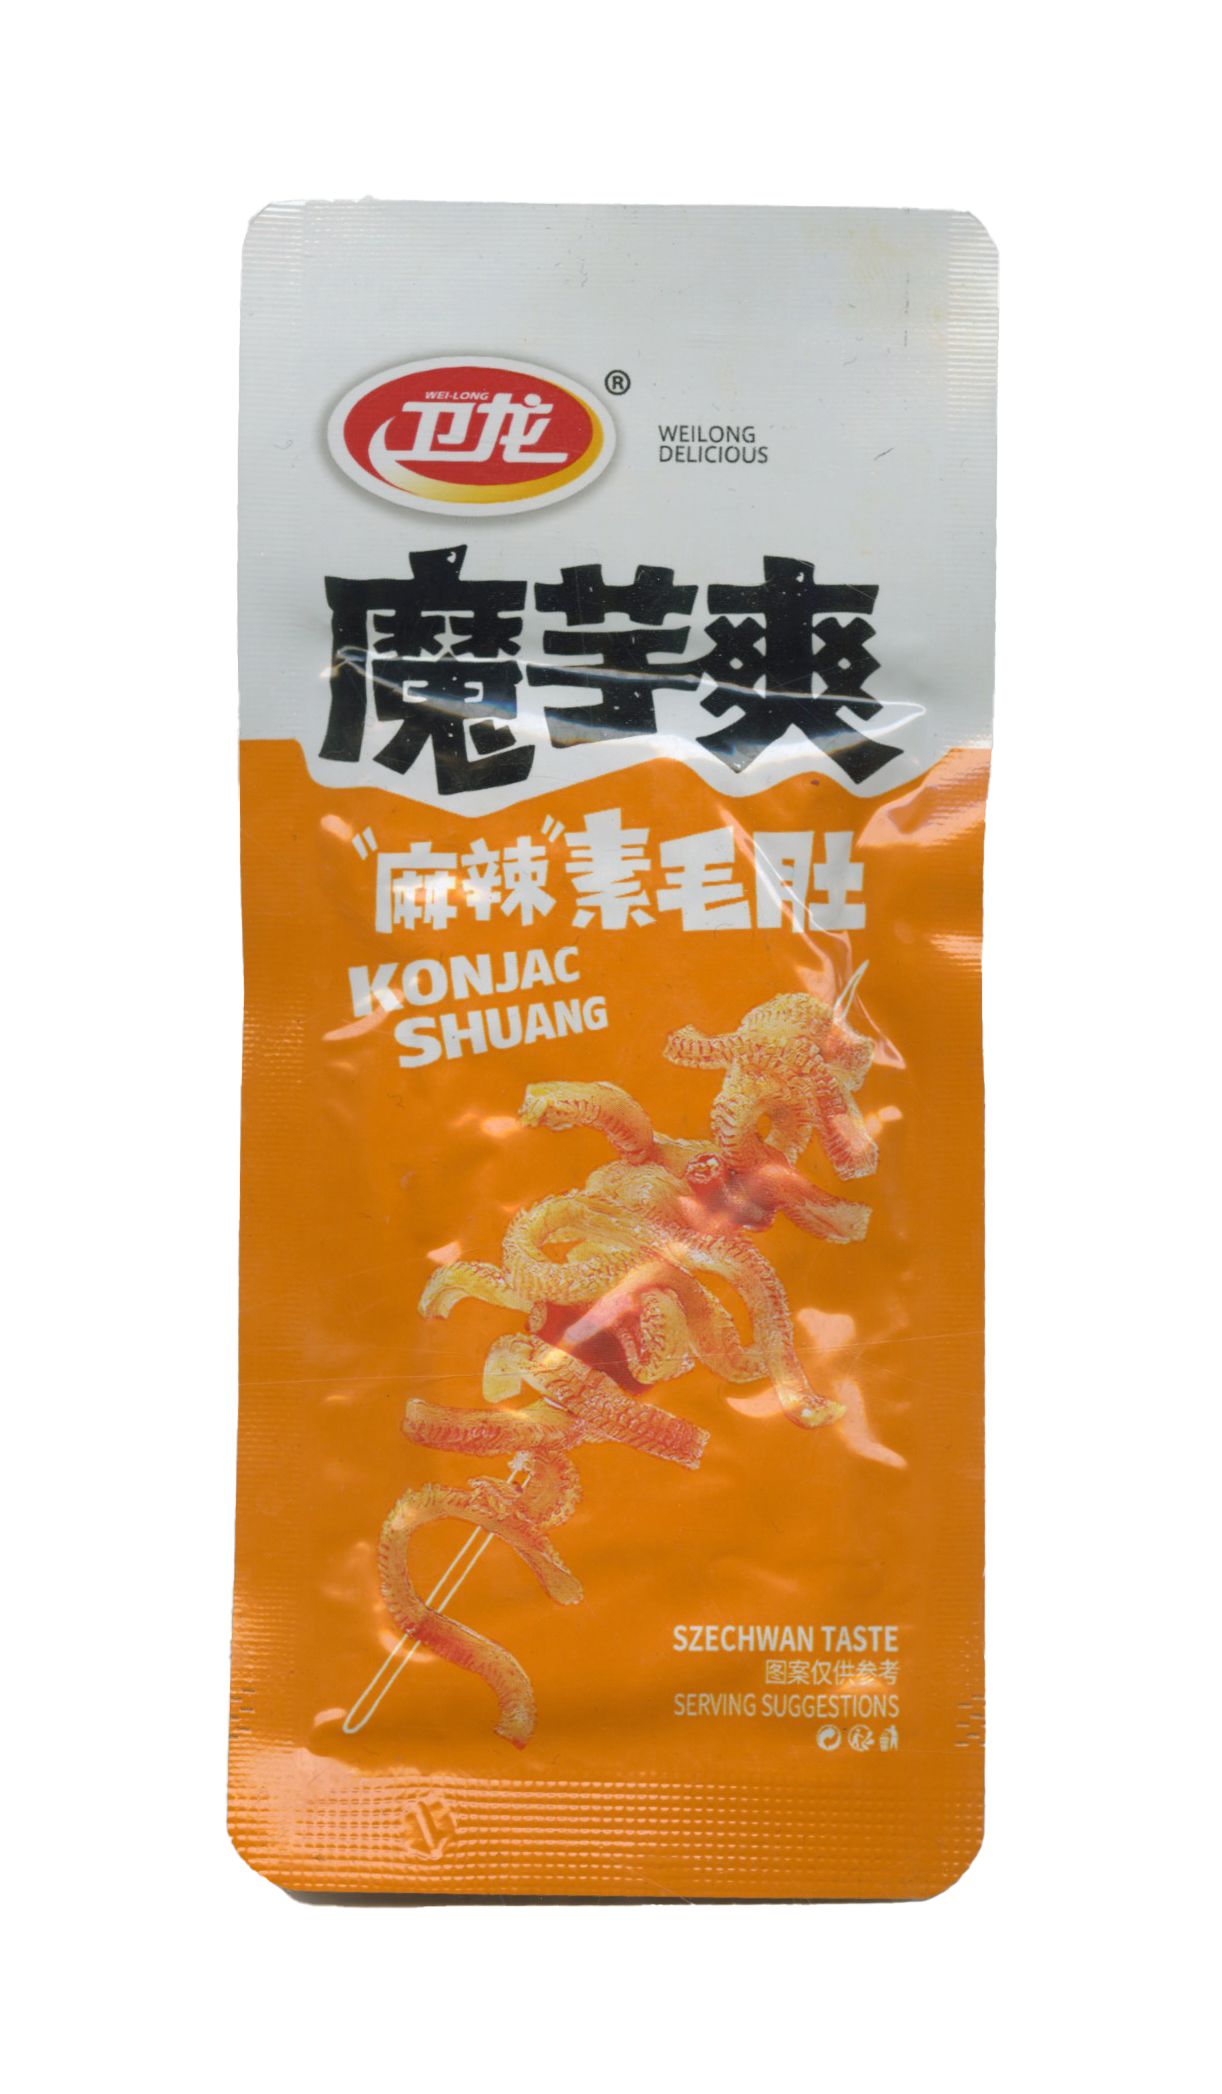 WEI-LONG
卫龙
®
WEILONG
DELICIOUS
魔芋爽
"麻辣"素毛肚
KONJAC
SHUANG
SZECHWAN TASTE
图案仅供参考
SERVING SUGGESTIONS